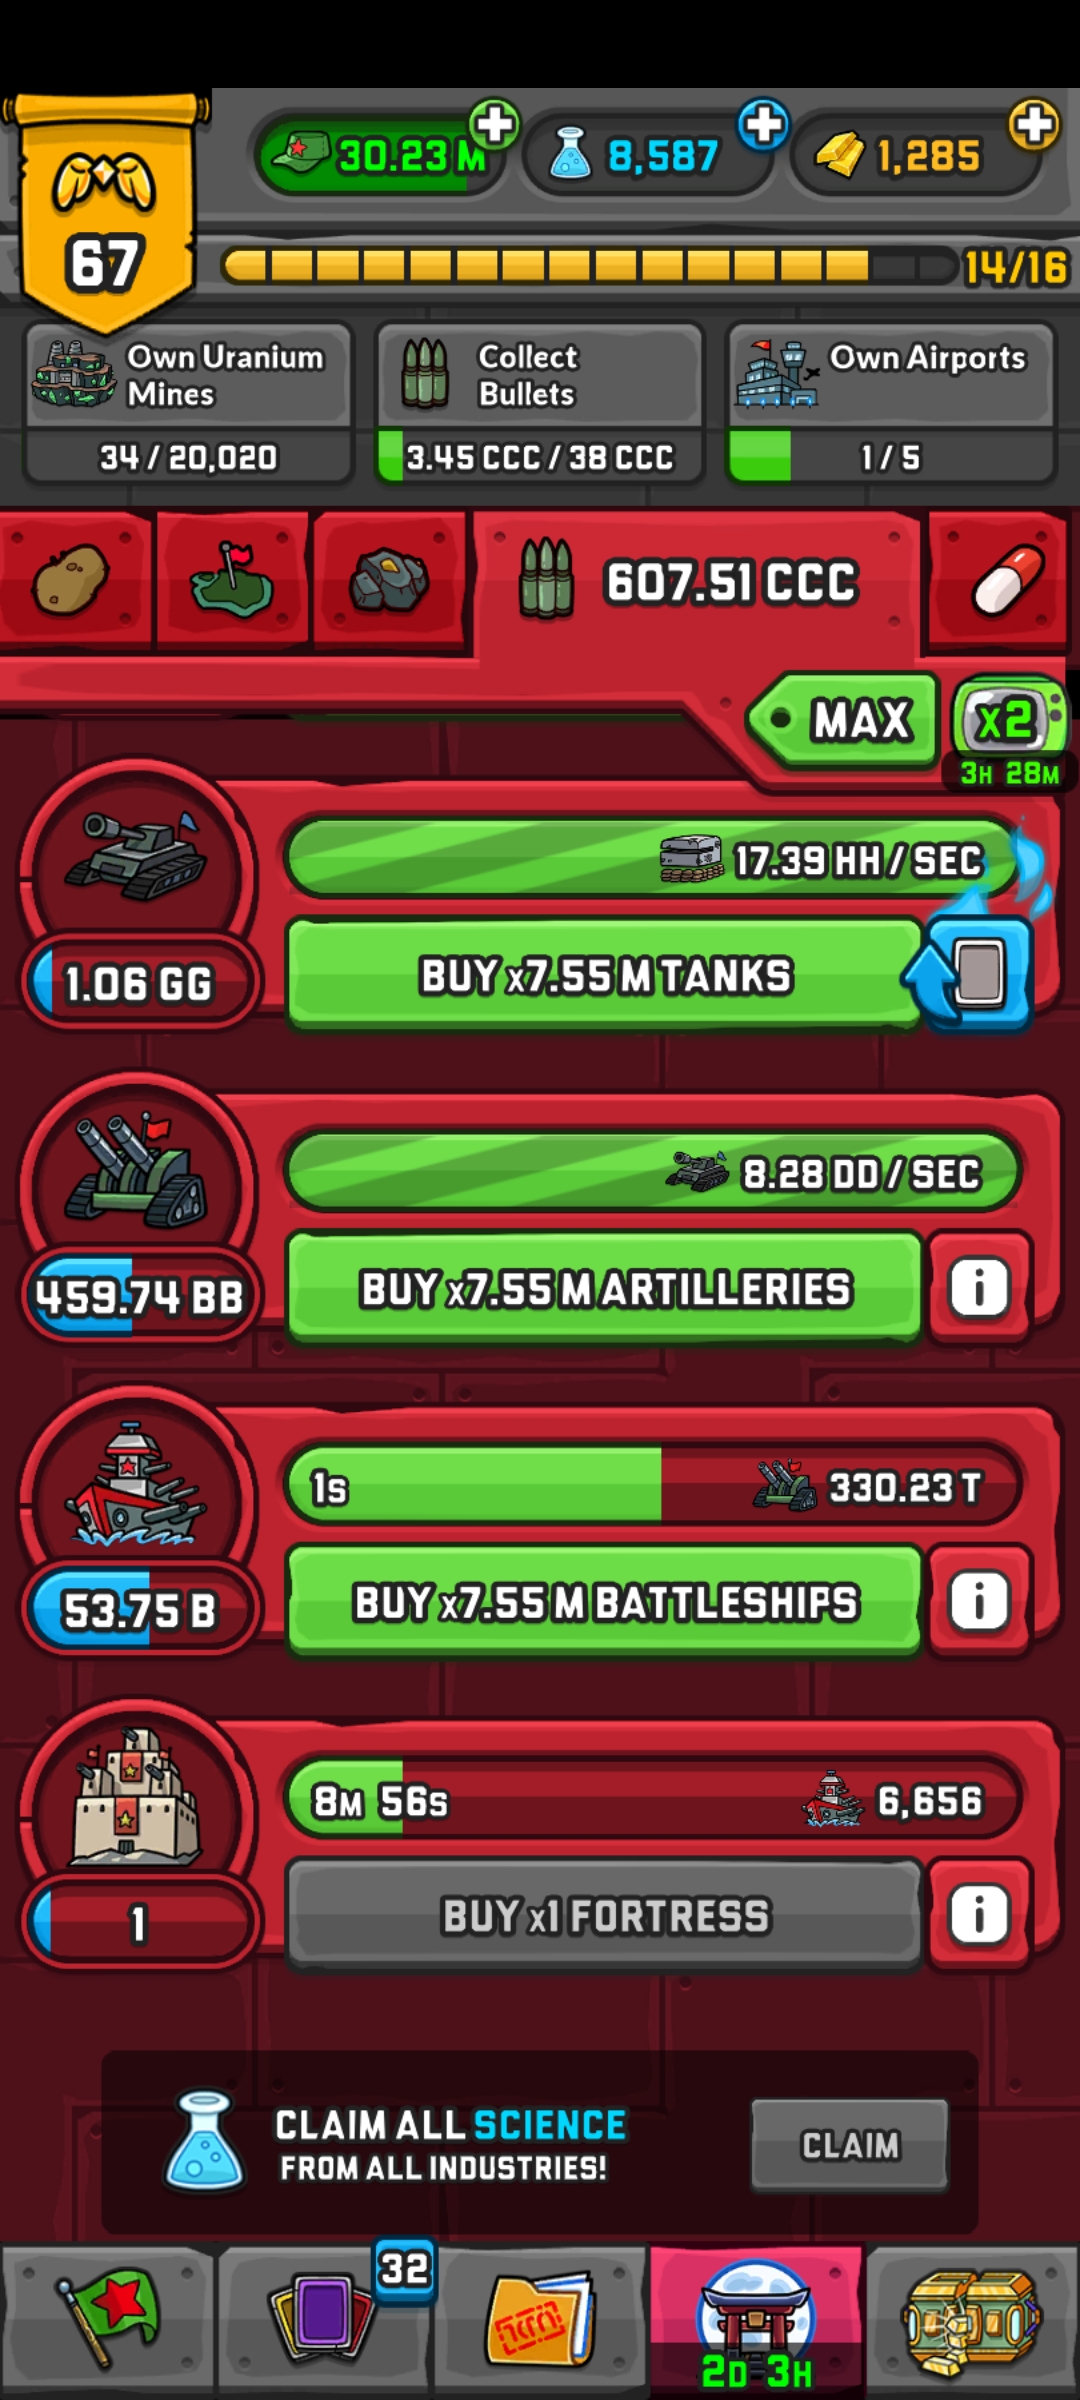 30.23 M
8,587
1,285
67
14/16
Own Uranium
Mines
34 / 20,020
Collect
Bullets
3.45 CCC / 38 CCC
Own Airports
1 / 5
607.51 CCC
MAX
x2
3H 28M
17.39 HH / SEC
1.06 GG
BUY x7.55 M TANKS
8.28 DD / SEC
459.74 BB
BUY x7.55 M ARTILLERIES
i
1S
330.23 T
53.75 B
BUY x7.55 M BATTLESHIPS
i
8M 56S
6,656
1
BUY x1 FORTRESS
i
CLAIM ALL SCIENCE
FROM ALL INDUSTRIES!
CLAIM
32
2D 3H